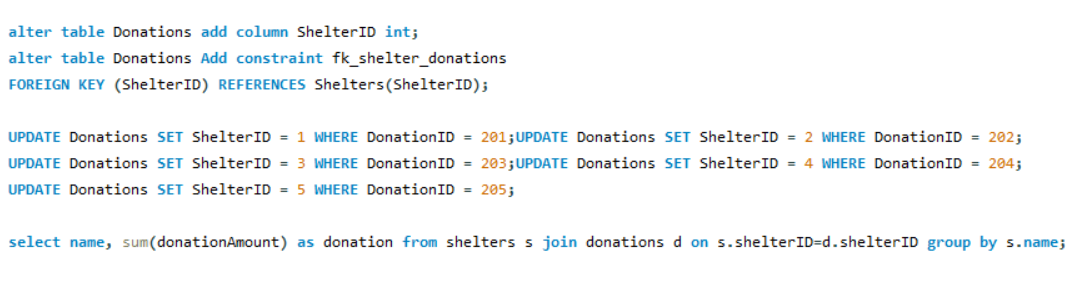 alter table Donations add column ShelterID int;
alter table Donations Add constraint fk_shelter_donations
FOREIGN KEY (ShelterID) REFERENCES Shelters(ShelterID);
UPDATE Donations SET ShelterID = 1 WHERE DonationID = 201;UPDATE Donations SET ShelterID = 2 WHERE DonationID = 202;
UPDATE Donations SET ShelterID = 3 WHERE DonationID = 203;UPDATE Donations SET ShelterID = 4 WHERE DonationID = 204;
UPDATE Donations SET ShelterID = 5 WHERE DonationID = 205;
select name, sum(donationAmount) as donation from shelters s join donations d on s.shelterID=d.shelterID group by s.name;